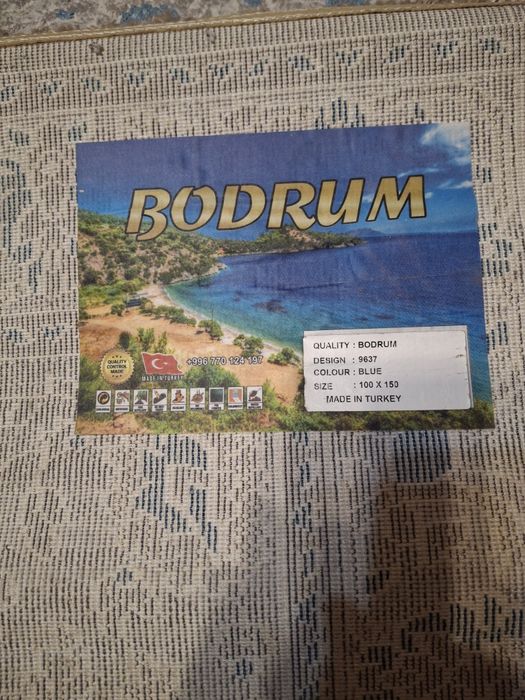 BODRUM
QUALITY
CONTROL
MADE
MADE IN TURKEY
+996 770 124 197
QUALITY : BODRUM
DESIGN : 9637
COLOUR : BLUE
SIZE : 100 X 150
MADE IN TURKEY